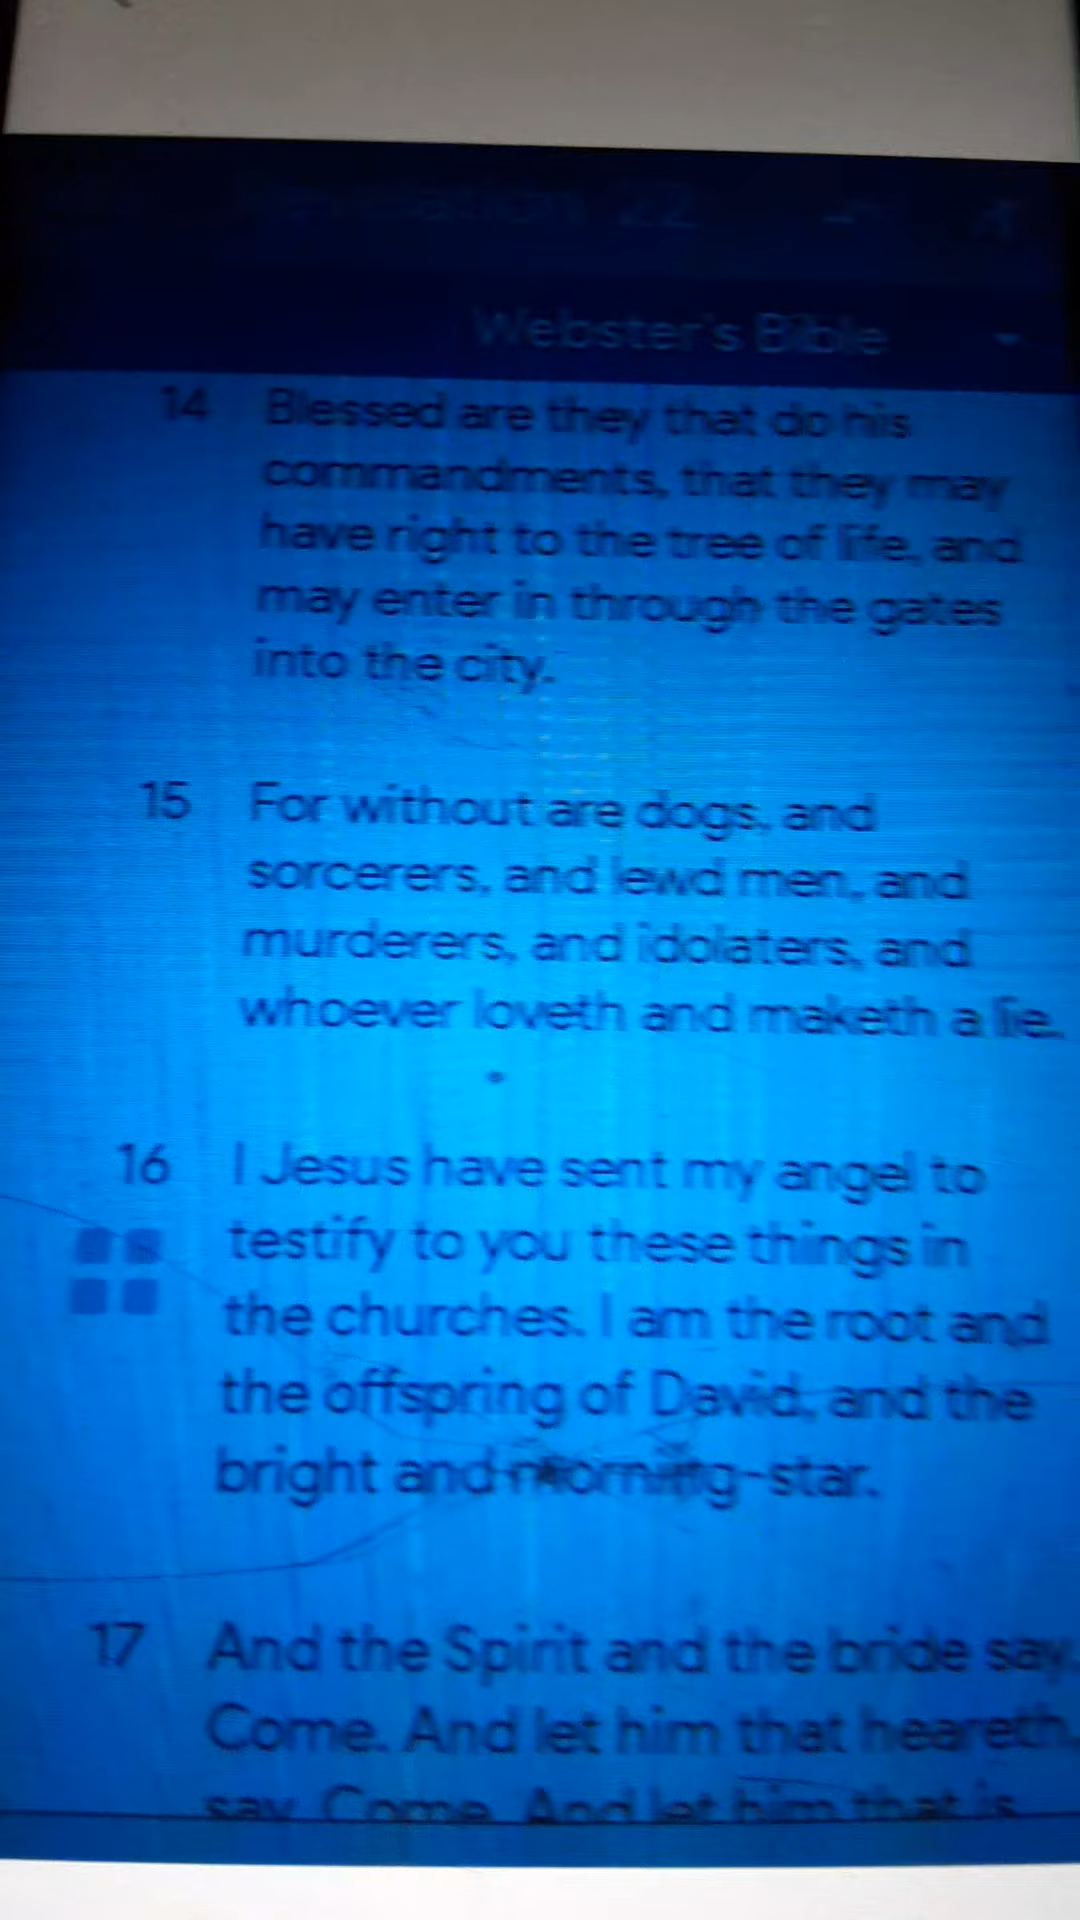 Revelation 22
Webster's Bible
14 Blessed are they that do his
commandments, that they may
have right to the tree of life, and
may enter in through the gates
into the city.
15 For without are dogs, and
sorcerers, and lewd men, and
murderers, and idolaters, and
whoever loveth and maketh a lie.
16 I Jesus have sent my angel to
testify to you these things in
the churches. I am the root and
the offspring of David, and the
bright and morning-star.
17 And the Spirit and the bride say,
Come. And let him that heareth,
say, Come. And let him that is